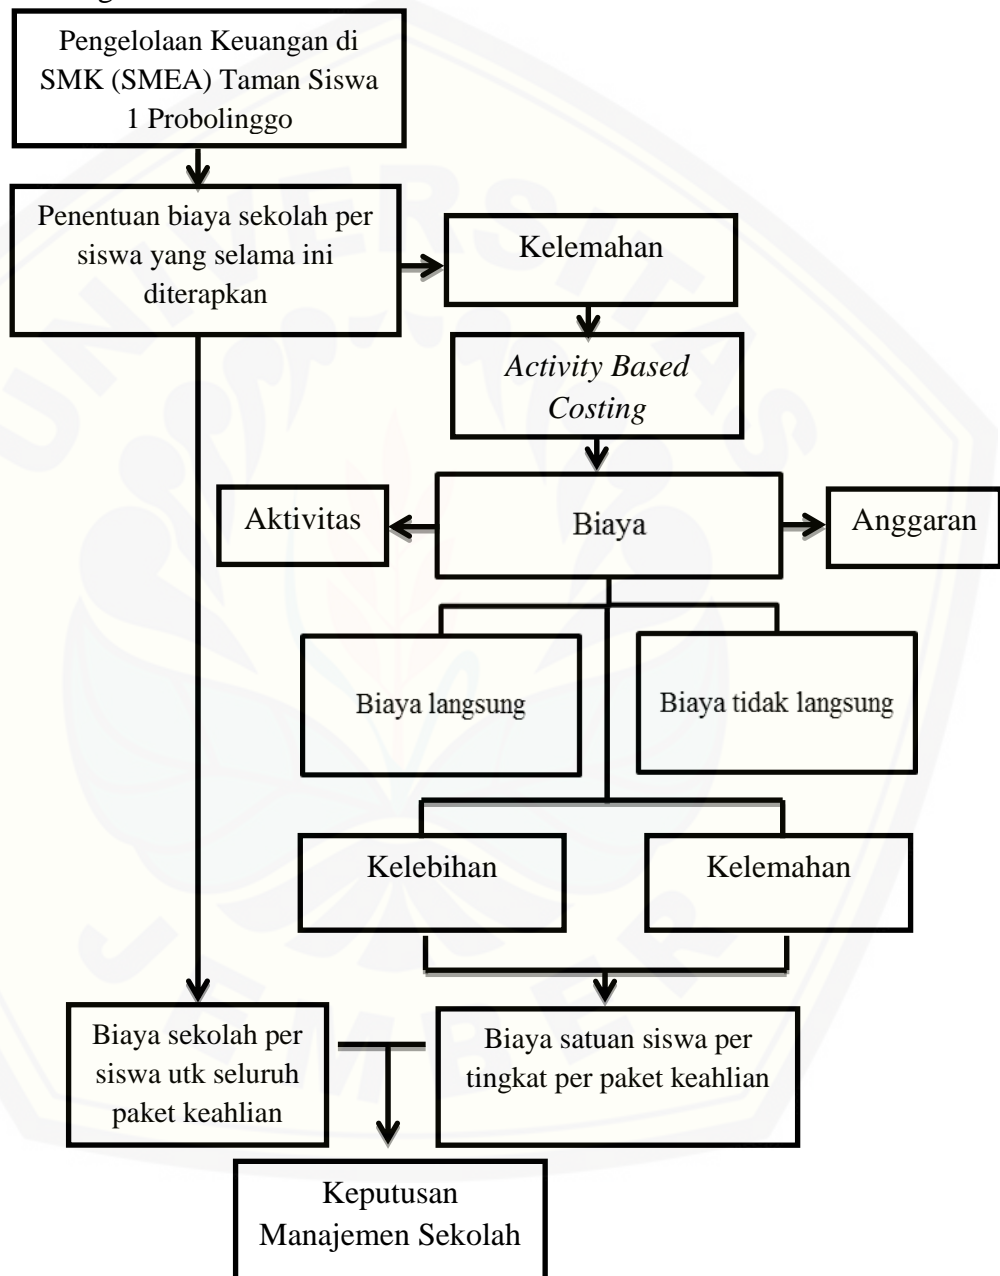 Pengelolaan Keuangan di
SMK (SMEA) Taman Siswa
1 Probolinggo
Penentuan biaya sekolah per
siswa yang selama ini
diterapkan
Kelemahan
Activity Based
Costing
Aktivitas
Biaya
Anggaran
Biaya langsung
Biaya tidak langsung
Kelebihan
Kelemahan
Biaya sekolah per
siswa utk seluruh
paket keahlian
Biaya satuan siswa per
tingkat per paket keahlian
Keputusan
Manajemen Sekolah
UNIVERSITAS
JEMBER